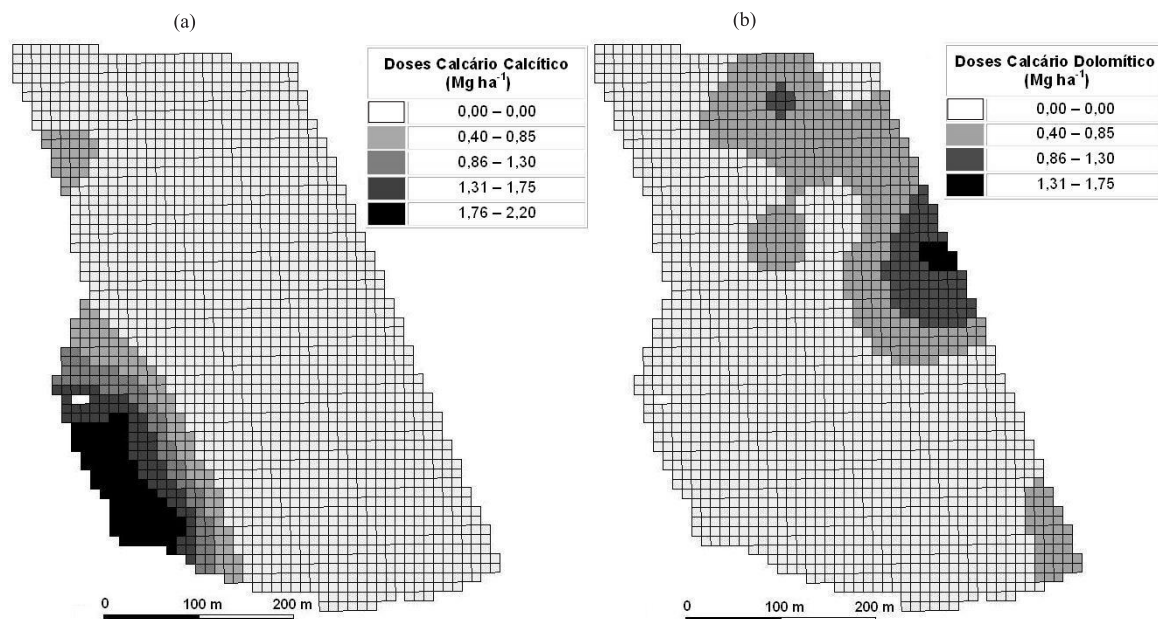 (a)
Doses Calcário Calcítico
(Mg ha⁻¹)
0,00 – 0,00
0,40 – 0,85
0,86 – 1,30
1,31 – 1,75
1,76 – 2,20
0 100 m 200 m
(b)
Doses Calcário Dolomítico
(Mg ha⁻¹)
0,00 – 0,00
0,40 – 0,85
0,86 – 1,30
1,31 – 1,75
0 100 m 200 m